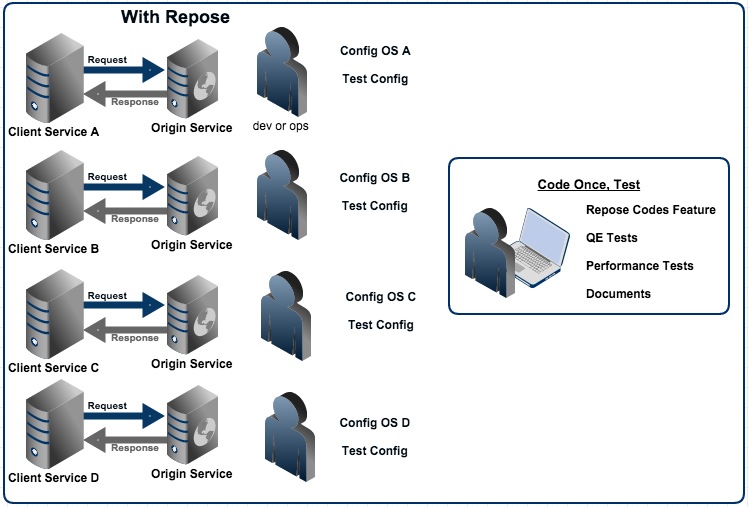 With Repose
Request
Response
Client Service A
Origin Service
dev or ops
Config OS A
Test Config
Request
Response
Client Service B
Origin Service
Config OS B
Test Config
Request
Response
Client Service C
Origin Service
Config OS C
Test Config
Request
Response
Client Service D
Origin Service
Config OS D
Test Config
Code Once, Test
Repose Codes Feature
QE Tests
Performance Tests
Documents